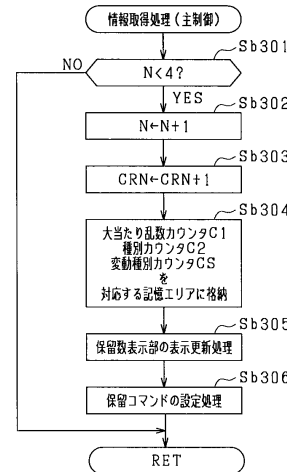 情報取得処理(主制御)
Sb301
NO
N<4?
YES
Sb302
N←N+1
Sb303
CRN←CRN+1
Sb304
大当たり乱数カウンタC1
種別カウンタC2
変動種別カウンタCS
を
対応する記憶エリアに格納
Sb305
保留数表示部の表示更新処理
Sb306
保留コマンドの設定処理
RET